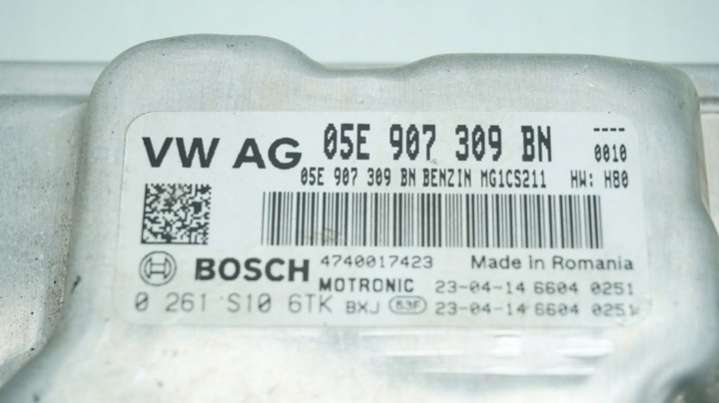 VW AG 05E 907 309 BN ----
0010
05E 907 309 BN BENZIN MG1CS211 HW: H80
BOSCH 4740017423 Made in Romania
MOTRONIC 23-04-14 6604 0251
0 261 S10 6TK BXJ 23-04-14 6604 0251